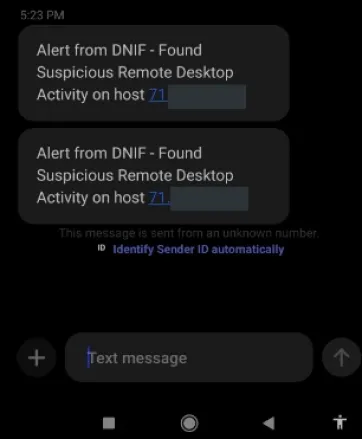 5:23 PM
Alert from DNIF - Found
Suspicious Remote Desktop
Activity on host 71.
Alert from DNIF - Found
Suspicious Remote Desktop
Activity on host 71.
This message is sent from an unknown number.
ID Identify Sender ID automatically
Text message